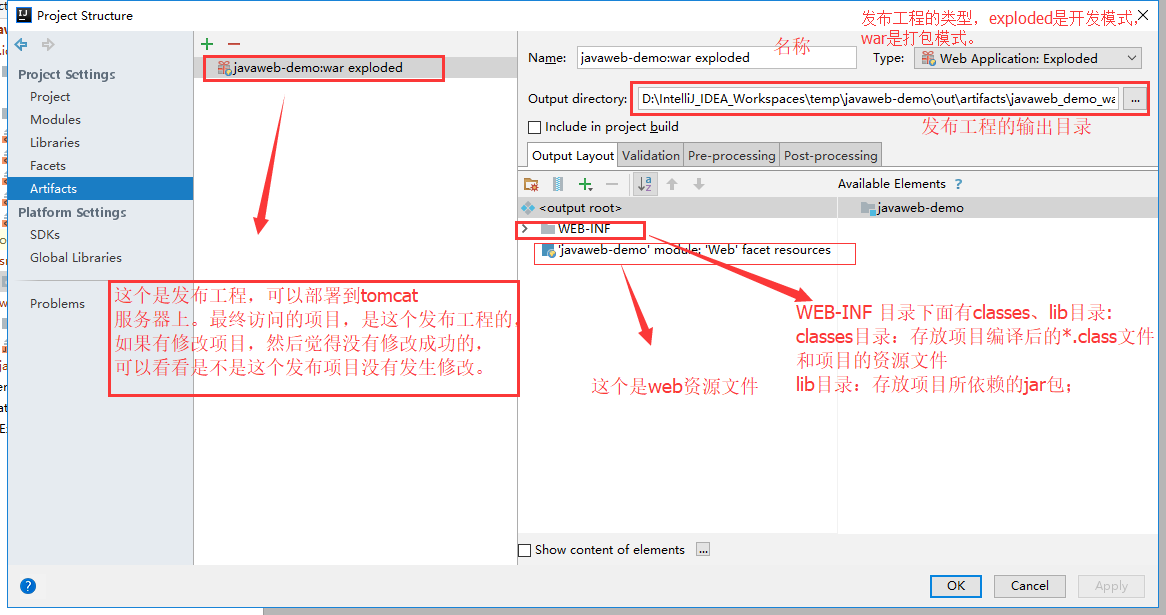 Project Structure
发布工程的类型，exploded是开发模式，
war是打包模式。
名称
Project Settings
Project
Modules
Libraries
Facets
Artifacts
Platform Settings
SDKs
Global Libraries
Problems
javaweb-demo:war exploded
Name: javaweb-demo:war exploded
Type: Web Application: Exploded
Output directory: D:\IntelliJ_IDEA_Workspaces\temp\javaweb-demo\out\artifacts\javaweb_demo_wa ...
发布工程的输出目录
Include in project build
Output Layout Validation Pre-processing Post-processing
Available Elements ?
<output root>
javaweb-demo
WEB-INF
'javaweb-demo' module: 'Web' facet resources
这个是发布工程，可以部署到tomcat
服务器上。最终访问的项目，是这个发布工程的，
如果有修改项目，然后觉得没有修改成功的，
可以看看是不是这个发布项目没有发生修改。
这个是web资源文件
WEB-INF 目录下面有classes、lib目录:
classes目录：存放项目编译后的*.class文件
和项目的资源文件
lib目录：存放项目所依赖的jar包；
Show content of elements ...
?
OK Cancel Apply